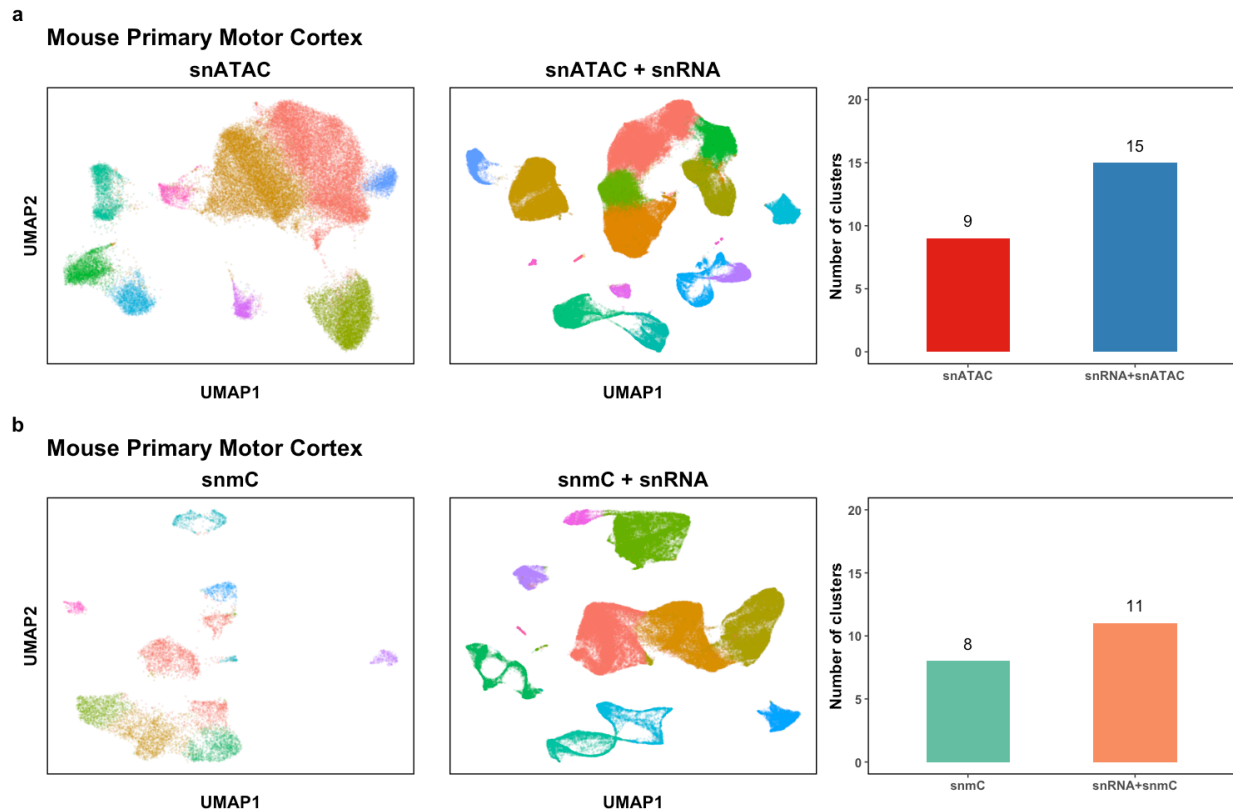 a
Mouse Primary Motor Cortex
snATAC
snATAC + snRNA
UMAP2
UMAP1
UMAP1
Number of clusters
20
15
10
5
0
9
15
snATAC
snRNA+snATAC
b
Mouse Primary Motor Cortex
snmC
snmC + snRNA
UMAP2
UMAP1
UMAP1
Number of clusters
20
15
10
5
0
8
11
snmC
snRNA+snmC